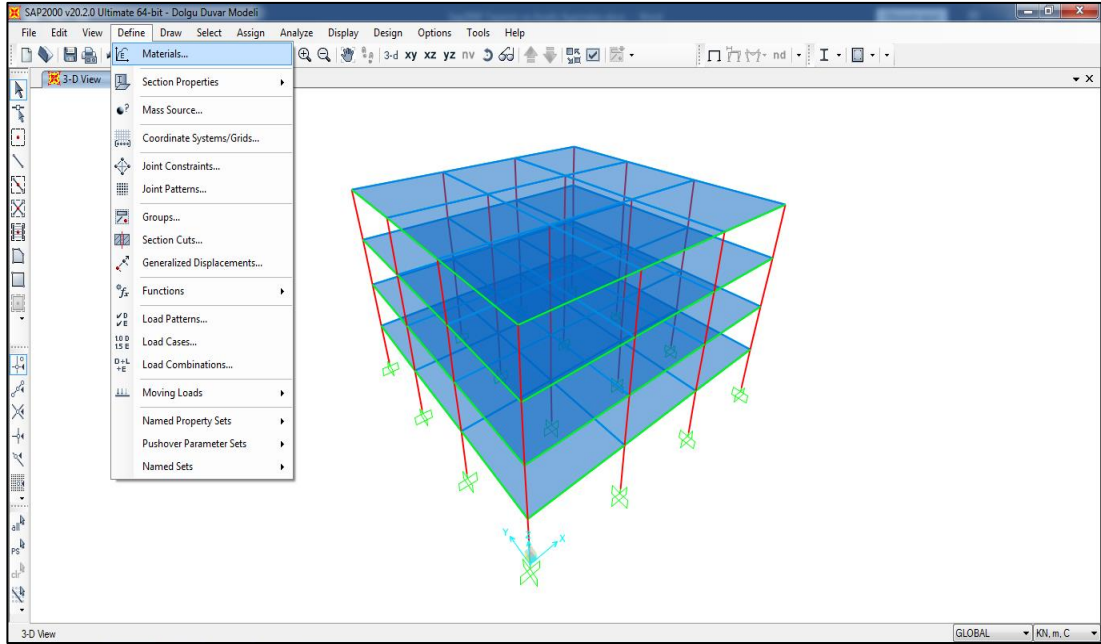 SAP2000 v20.2.0 Ultimate 64-bit - Dolgu Duvar Modeli
File Edit View Define Draw Select Assign Analyze Display Design Options Tools Help
3-d xy xz yz nv
nd
3-D View
Materials...
Section Properties
Mass Source...
Coordinate Systems/Grids...
Joint Constraints...
Joint Patterns...
Groups...
Section Cuts...
Generalized Displacements...
Functions
Load Patterns...
Load Cases...
Load Combinations...
Moving Loads
Named Property Sets
Pushover Parameter Sets
Named Sets
all
PS
clr
Y Z X
3-D View
GLOBAL
KN, m, C